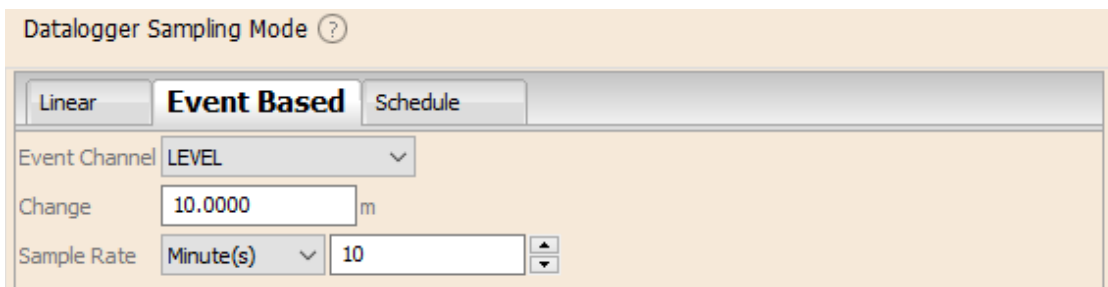 Datalogger Sampling Mode ?
Linear Event Based Schedule
Event Channel LEVEL
Change 10.0000 m
Sample Rate Minute(s) 10